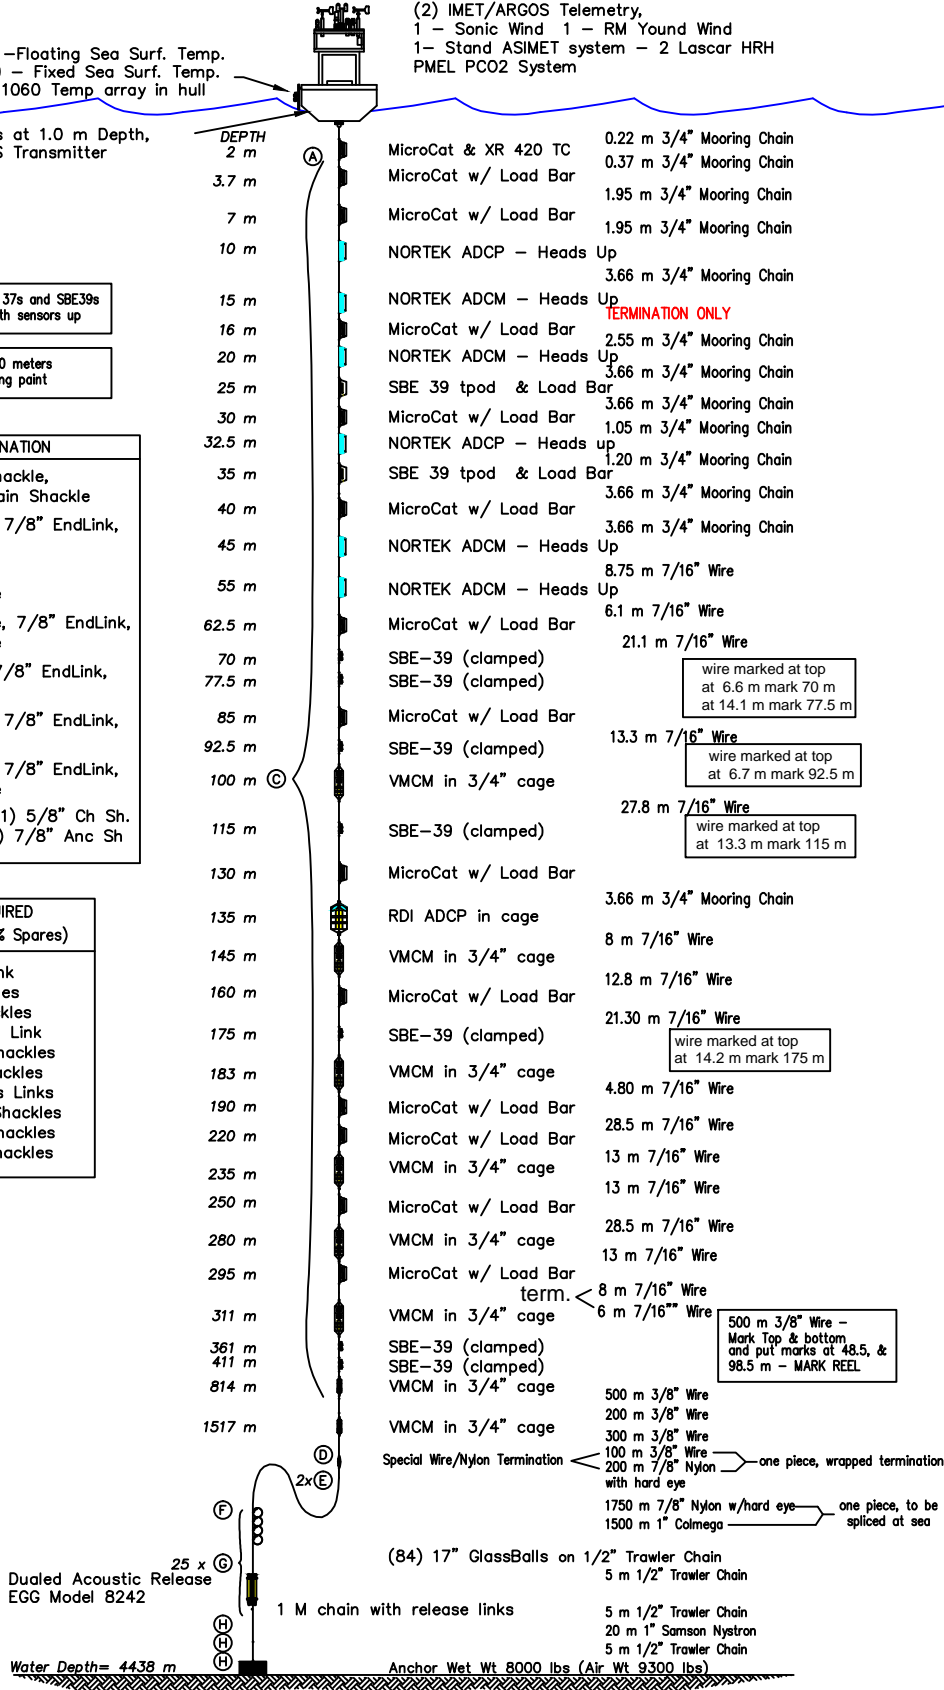 (2) IMET/ARGOS Telemetry,
1 – Sonic Wind 1 – RM Yound Wind
1– Stand ASIMET system – 2 Lascar HRH
PMEL PCO2 System
–Floating Sea Surf. Temp.
– Fixed Sea Surf. Temp.
1060 Temp array in hull
at 1.0 m Depth,
Transmitter
DEPTH
A
2 m MicroCat & XR 420 TC
0.22 m 3/4" Mooring Chain
0.37 m 3/4" Mooring Chain
3.7 m MicroCat w/ Load Bar
1.95 m 3/4" Mooring Chain
7 m MicroCat w/ Load Bar
1.95 m 3/4" Mooring Chain
10 m NORTEK ADCP – Heads Up
3.66 m 3/4" Mooring Chain
37s and SBE39s
sensors up
15 m NORTEK ADCM – Heads Up
TERMINATION ONLY
16 m MicroCat w/ Load Bar
2.55 m 3/4" Mooring Chain
meters
paint
20 m NORTEK ADCM – Heads Up
3.66 m 3/4" Mooring Chain
25 m SBE 39 tpod & Load Bar
3.66 m 3/4" Mooring Chain
30 m MicroCat w/ Load Bar
1.05 m 3/4" Mooring Chain
32.5 m NORTEK ADCP – Heads up
1.20 m 3/4" Mooring Chain
35 m SBE 39 tpod & Load Bar
3.66 m 3/4" Mooring Chain
40 m MicroCat w/ Load Bar
3.66 m 3/4" Mooring Chain
45 m NORTEK ADCM – Heads Up
8.75 m 7/16" Wire
55 m NORTEK ADCM – Heads Up
6.1 m 7/16" Wire
62.5 m MicroCat w/ Load Bar
21.1 m 7/16" Wire
70 m SBE–39 (clamped)
77.5 m SBE–39 (clamped)
wire marked at top
at 6.6 m mark 70 m
at 14.1 m mark 77.5 m
85 m MicroCat w/ Load Bar
13.3 m 7/16" Wire
92.5 m SBE–39 (clamped)
wire marked at top
at 6.7 m mark 92.5 m
100 m C VMCM in 3/4" cage
27.8 m 7/16" Wire
115 m SBE–39 (clamped)
wire marked at top
at 13.3 m mark 115 m
130 m MicroCat w/ Load Bar
3.66 m 3/4" Mooring Chain
135 m RDI ADCP in cage
8 m 7/16" Wire
145 m VMCM in 3/4" cage
12.8 m 7/16" Wire
160 m MicroCat w/ Load Bar
21.30 m 7/16" Wire
175 m SBE–39 (clamped)
wire marked at top
at 14.2 m mark 175 m
183 m VMCM in 3/4" cage
4.80 m 7/16" Wire
190 m MicroCat w/ Load Bar
28.5 m 7/16" Wire
220 m MicroCat w/ Load Bar
13 m 7/16" Wire
235 m VMCM in 3/4" cage
13 m 7/16" Wire
250 m MicroCat w/ Load Bar
28.5 m 7/16" Wire
280 m VMCM in 3/4" cage
13 m 7/16" Wire
295 m MicroCat w/ Load Bar
term.
8 m 7/16" Wire
6 m 7/16"" Wire
311 m VMCM in 3/4" cage
500 m 3/8" Wire –
Mark Top & bottom
and put marks at 48.5, &
98.5 m – MARK REEL
361 m SBE–39 (clamped)
411 m SBE–39 (clamped)
814 m VMCM in 3/4" cage
500 m 3/8" Wire
200 m 3/8" Wire
1517 m VMCM in 3/4" cage
300 m 3/8" Wire
D Special Wire/Nylon Termination
100 m 3/8" Wire
200 m 7/8" Nylon
with hard eye
one piece, wrapped termination
2x E
1750 m 7/8" Nylon w/hard eye
1500 m 1" Colmega
one piece, to be
spliced at sea
F
25 x G
(84) 17" GlassBalls on 1/2" Trawler Chain
5 m 1/2" Trawler Chain
Dualed Acoustic Release
EGG Model 8242
1 M chain with release links
5 m 1/2" Trawler Chain
H
20 m 1" Samson Nystron
H
5 m 1/2" Trawler Chain
H
Water Depth= 4438 m
Anchor Wet Wt 8000 lbs (Air Wt 9300 lbs)
NATION
ackle,
ain Shackle
7/8" EndLink,
7/8" EndLink,
7/8" EndLink,
7/8" EndLink,
7/8" EndLink,
1) 5/8" Ch Sh.
) 7/8" Anc Sh
UIRED
% Spares)
nk
es
kles
Link
hackles
ackles
s Links
Shackles
hackles
hackles